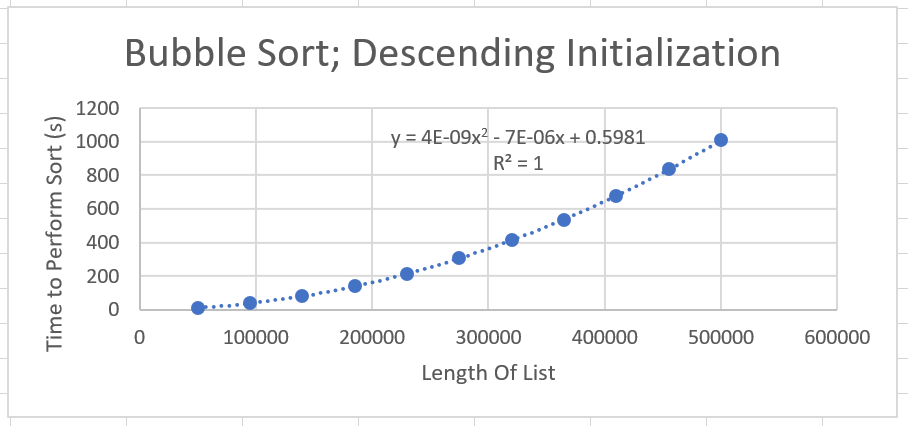 Bubble Sort; Descending Initialization
Time to Perform Sort (s)
1200
1000
800
600
400
200
0
y = 4E-09x² - 7E-06x + 0.5981
R² = 1
0 100000 200000 300000 400000 500000 600000
Length Of List